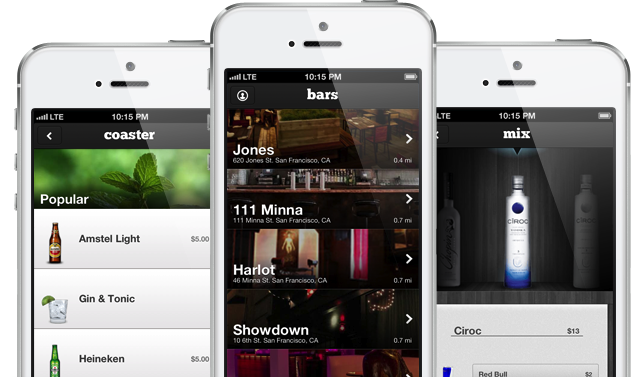 LTE 10:15 PM
coaster
Popular
Amstel Light $5.00
Gin & Tonic
Heineken $5.00
LTE 10:15 PM
bars
Jones
620 Jones St. San Francisco, CA 0.4 mi
111 Minna
111 Minna St. San Francisco, CA 0.7 mi
Harlot
46 Minna St. San Francisco, CA 0.7 mi
Showdown
10 6th St. San Francisco, CA 0.7 mi
LTE 10:15 PM
mix
CÎROC
Ciroc $13
Red Bull $2